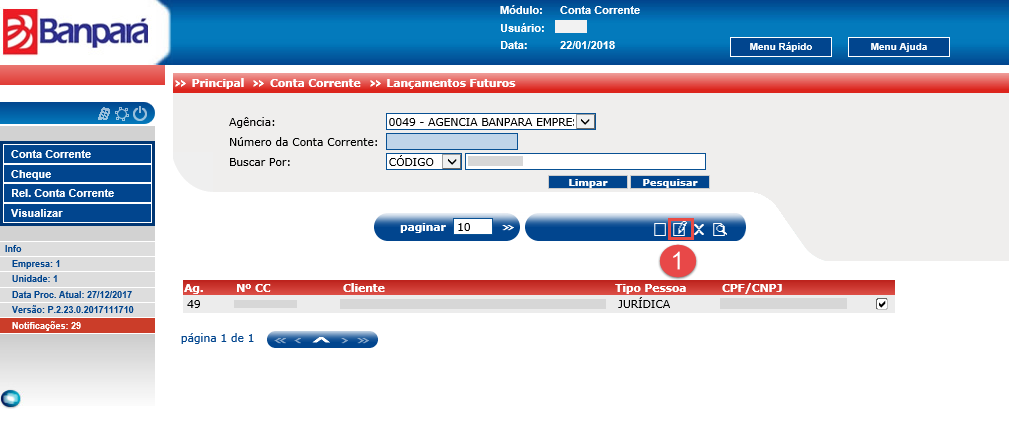 Banpará
Módulo: Conta Corrente
Usuário:
Data: 22/01/2018
Menu Rápido
Menu Ajuda
>> Principal >> Conta Corrente >> Lançamentos Futuros
Conta Corrente
Cheque
Rel. Conta Corrente
Visualizar
Info
Empresa: 1
Unidade: 1
Data Proc. Atual: 27/12/2017
Versão: P.2.23.0.2017111710
Notificações: 29
Agência: 0049 - AGENCIA BANPARA EMPRE:
Número da Conta Corrente:
Buscar Por: CÓDIGO
Limpar
Pesquisar
paginar 10 >>
1
Ag. Nº CC Cliente Tipo Pessoa CPF/CNPJ
49 JURÍDICA
página 1 de 1 << < > >>